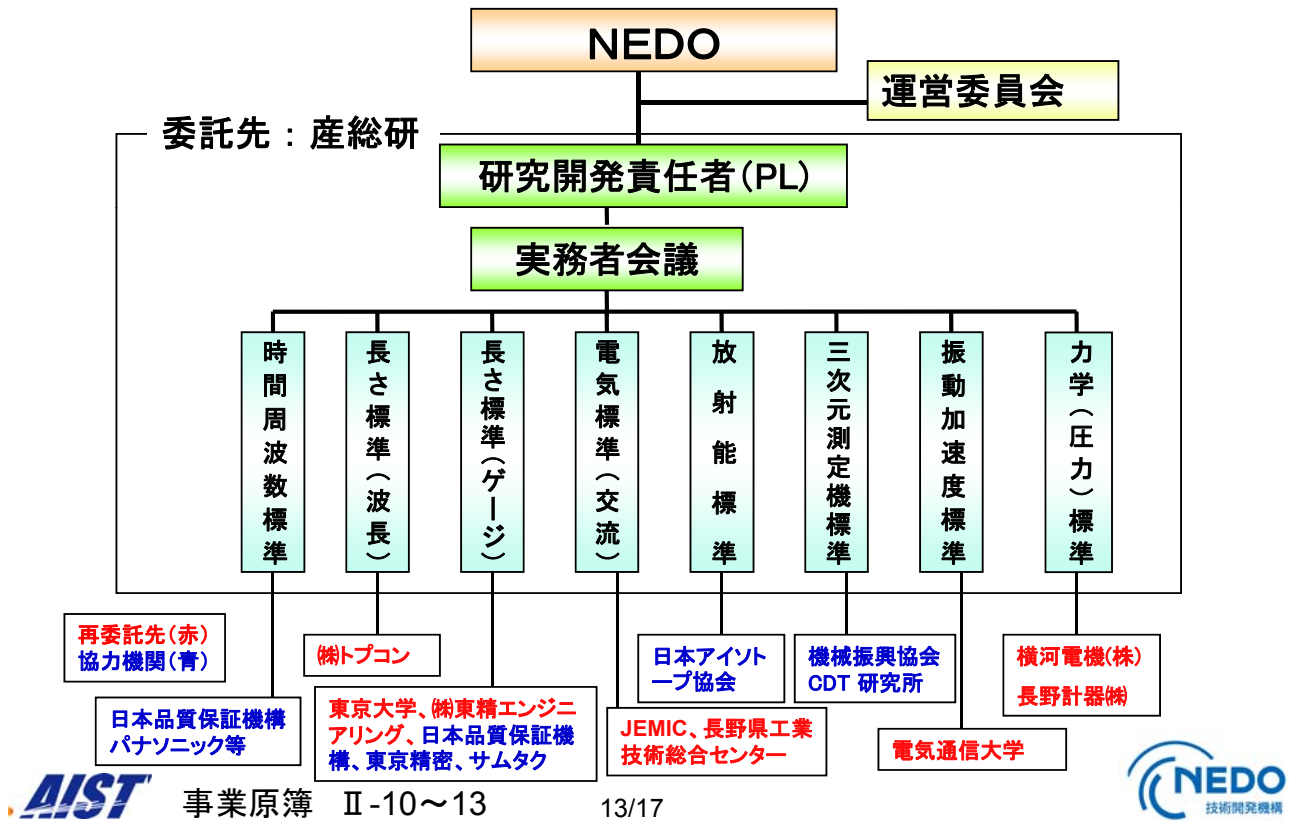 NEDO
運営委員会
委託先：産総研
研究開発責任者(PL)
実務者会議
時間周波数標準
長さ標準(波長)
長さ標準(ゲージ)
電気標準(交流)
放射能標準
三次元測定機標準
振動加速度標準
力学(圧力)標準
再委託先(赤)
協力機関(青)
日本品質保証機構
パナソニック等
㈱トプコン
東京大学、㈱東精エンジニ
アリング、日本品質保証機
構、東京精密、サムタク
JEMIC、長野県工業
技術総合センター
日本アイソト
ープ協会
機械振興協会
CDT 研究所
電気通信大学
横河電機(株)
長野計器㈱
AIST
事業原簿 Ⅱ-10～13
13/17
NEDO
技術開発機構